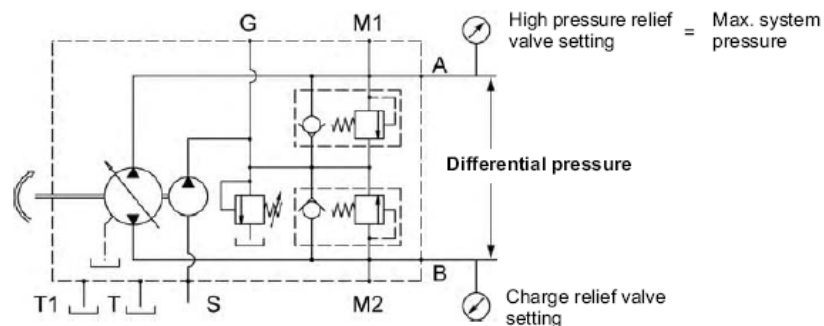 G M1
High pressure relief valve setting = Max. system pressure
A
Differential pressure
B
T1 T S M2
Charge relief valve setting